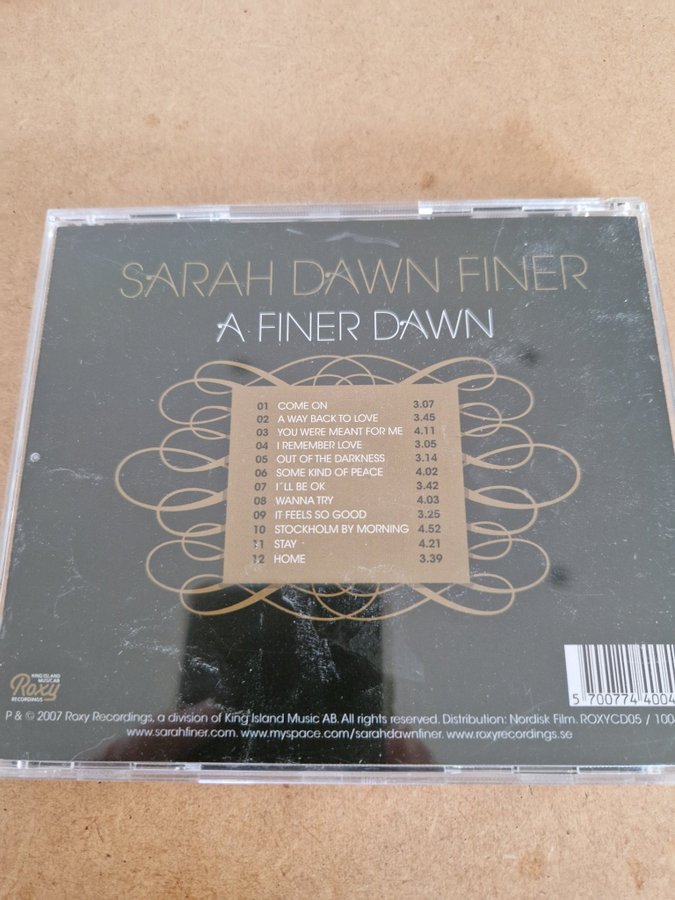 SARAH DAWN FINER
A FINER DAWN
01 COME ON 3.07
02 A WAY BACK TO LOVE 3.45
03 YOU WERE MEANT FOR ME 4.11
04 I REMEMBER LOVE 3.05
05 OUT OF THE DARKNESS 3.14
06 SOME KIND OF PEACE 4.02
07 I´LL BE OK 3.42
08 WANNA TRY 4.03
09 IT FEELS SO GOOD 3.25
10 STOCKHOLM BY MORNING 4.52
11 STAY 4.21
12 HOME 3.39
KING ISLAND
MUSICAB
Roxy
RECORDINGS
5 700774 4004
P & © 2007 Roxy Recordings, a division of King Island Music AB. All rights reserved. Distribution: Nordisk Film. ROXYCD05 / 1004
www.sarahfiner.com. www.myspace.com/sarahdawnfiner. www.roxyrecordings.se